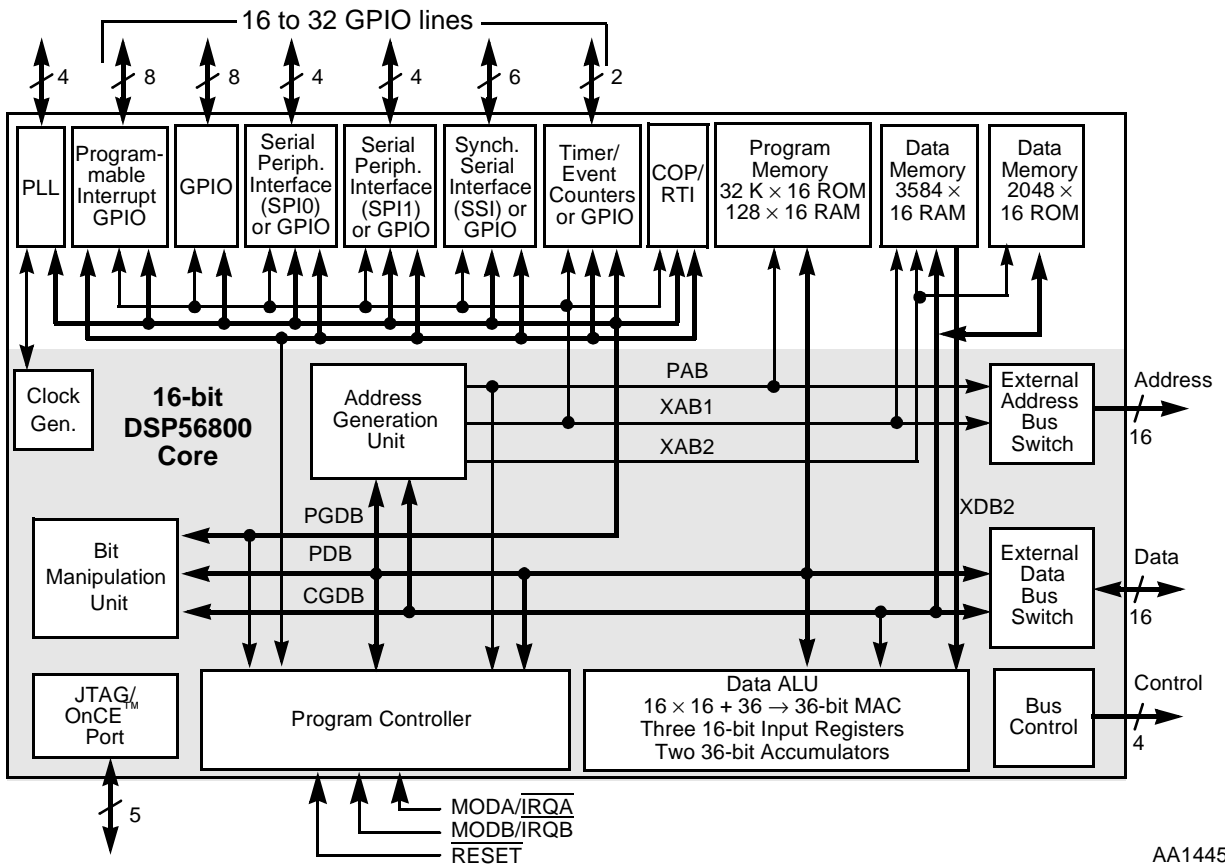 16 to 32 GPIO lines
4
8
8
4
4
6
2
PLL
Program-
mable
Interrupt
GPIO
GPIO
Serial
Periph.
Interface
(SPI0)
or GPIO
Serial
Periph.
Interface
(SPI1)
or GPIO
Synch.
Serial
Interface
(SSI) or
GPIO
Timer/
Event
Counters
or GPIO
COP/
RTI
Program
Memory
32 K × 16 ROM
128 × 16 RAM
Data
Memory
3584 ×
16 RAM
Data
Memory
2048 ×
16 ROM
Clock
Gen.
16-bit
DSP56800
Core
Address
Generation
Unit
PAB
XAB1
XAB2
External
Address
Bus
Switch
Address
16
PGDB
PDB
CGDB
XDB2
Bit
Manipulation
Unit
External
Data
Bus
Switch
Data
16
JTAG/
OnCE™
Port
5
Program Controller
Data ALU
16 × 16 + 36 → 36-bit MAC
Three 16-bit Input Registers
Two 36-bit Accumulators
Bus
Control
Control
4
MODA/IRQA
MODB/IRQB
RESET
AA1445